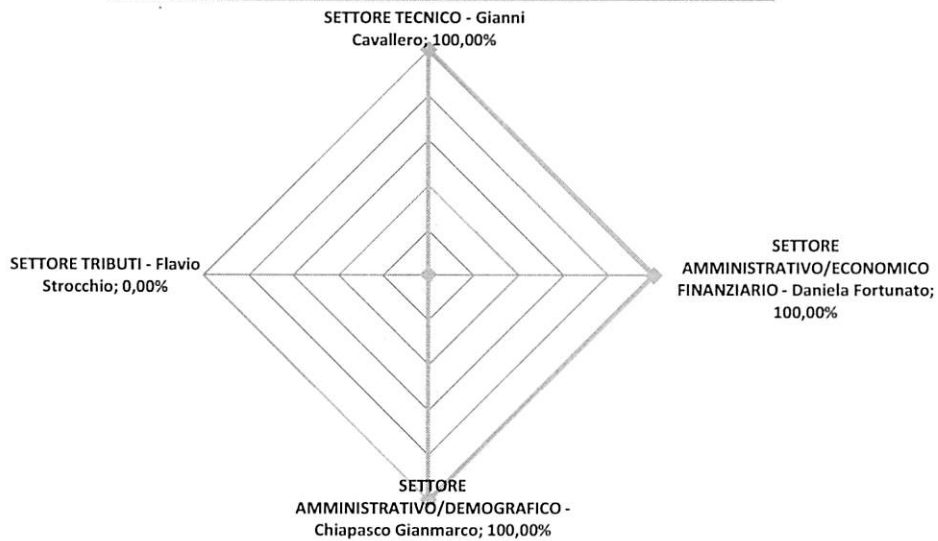 SETTORE TECNICO - Gianni
Cavallero; 100,00%
SETTORE TRIBUTI - Flavio
Strocchio; 0,00%
SETTORE
AMMINISTRATIVO/ECONOMICO
FINANZIARIO - Daniela Fortunato;
100,00%
SETTORE
AMMINISTRATIVO/DEMOGRAFICO -
Chiapasco Gianmarco; 100,00%